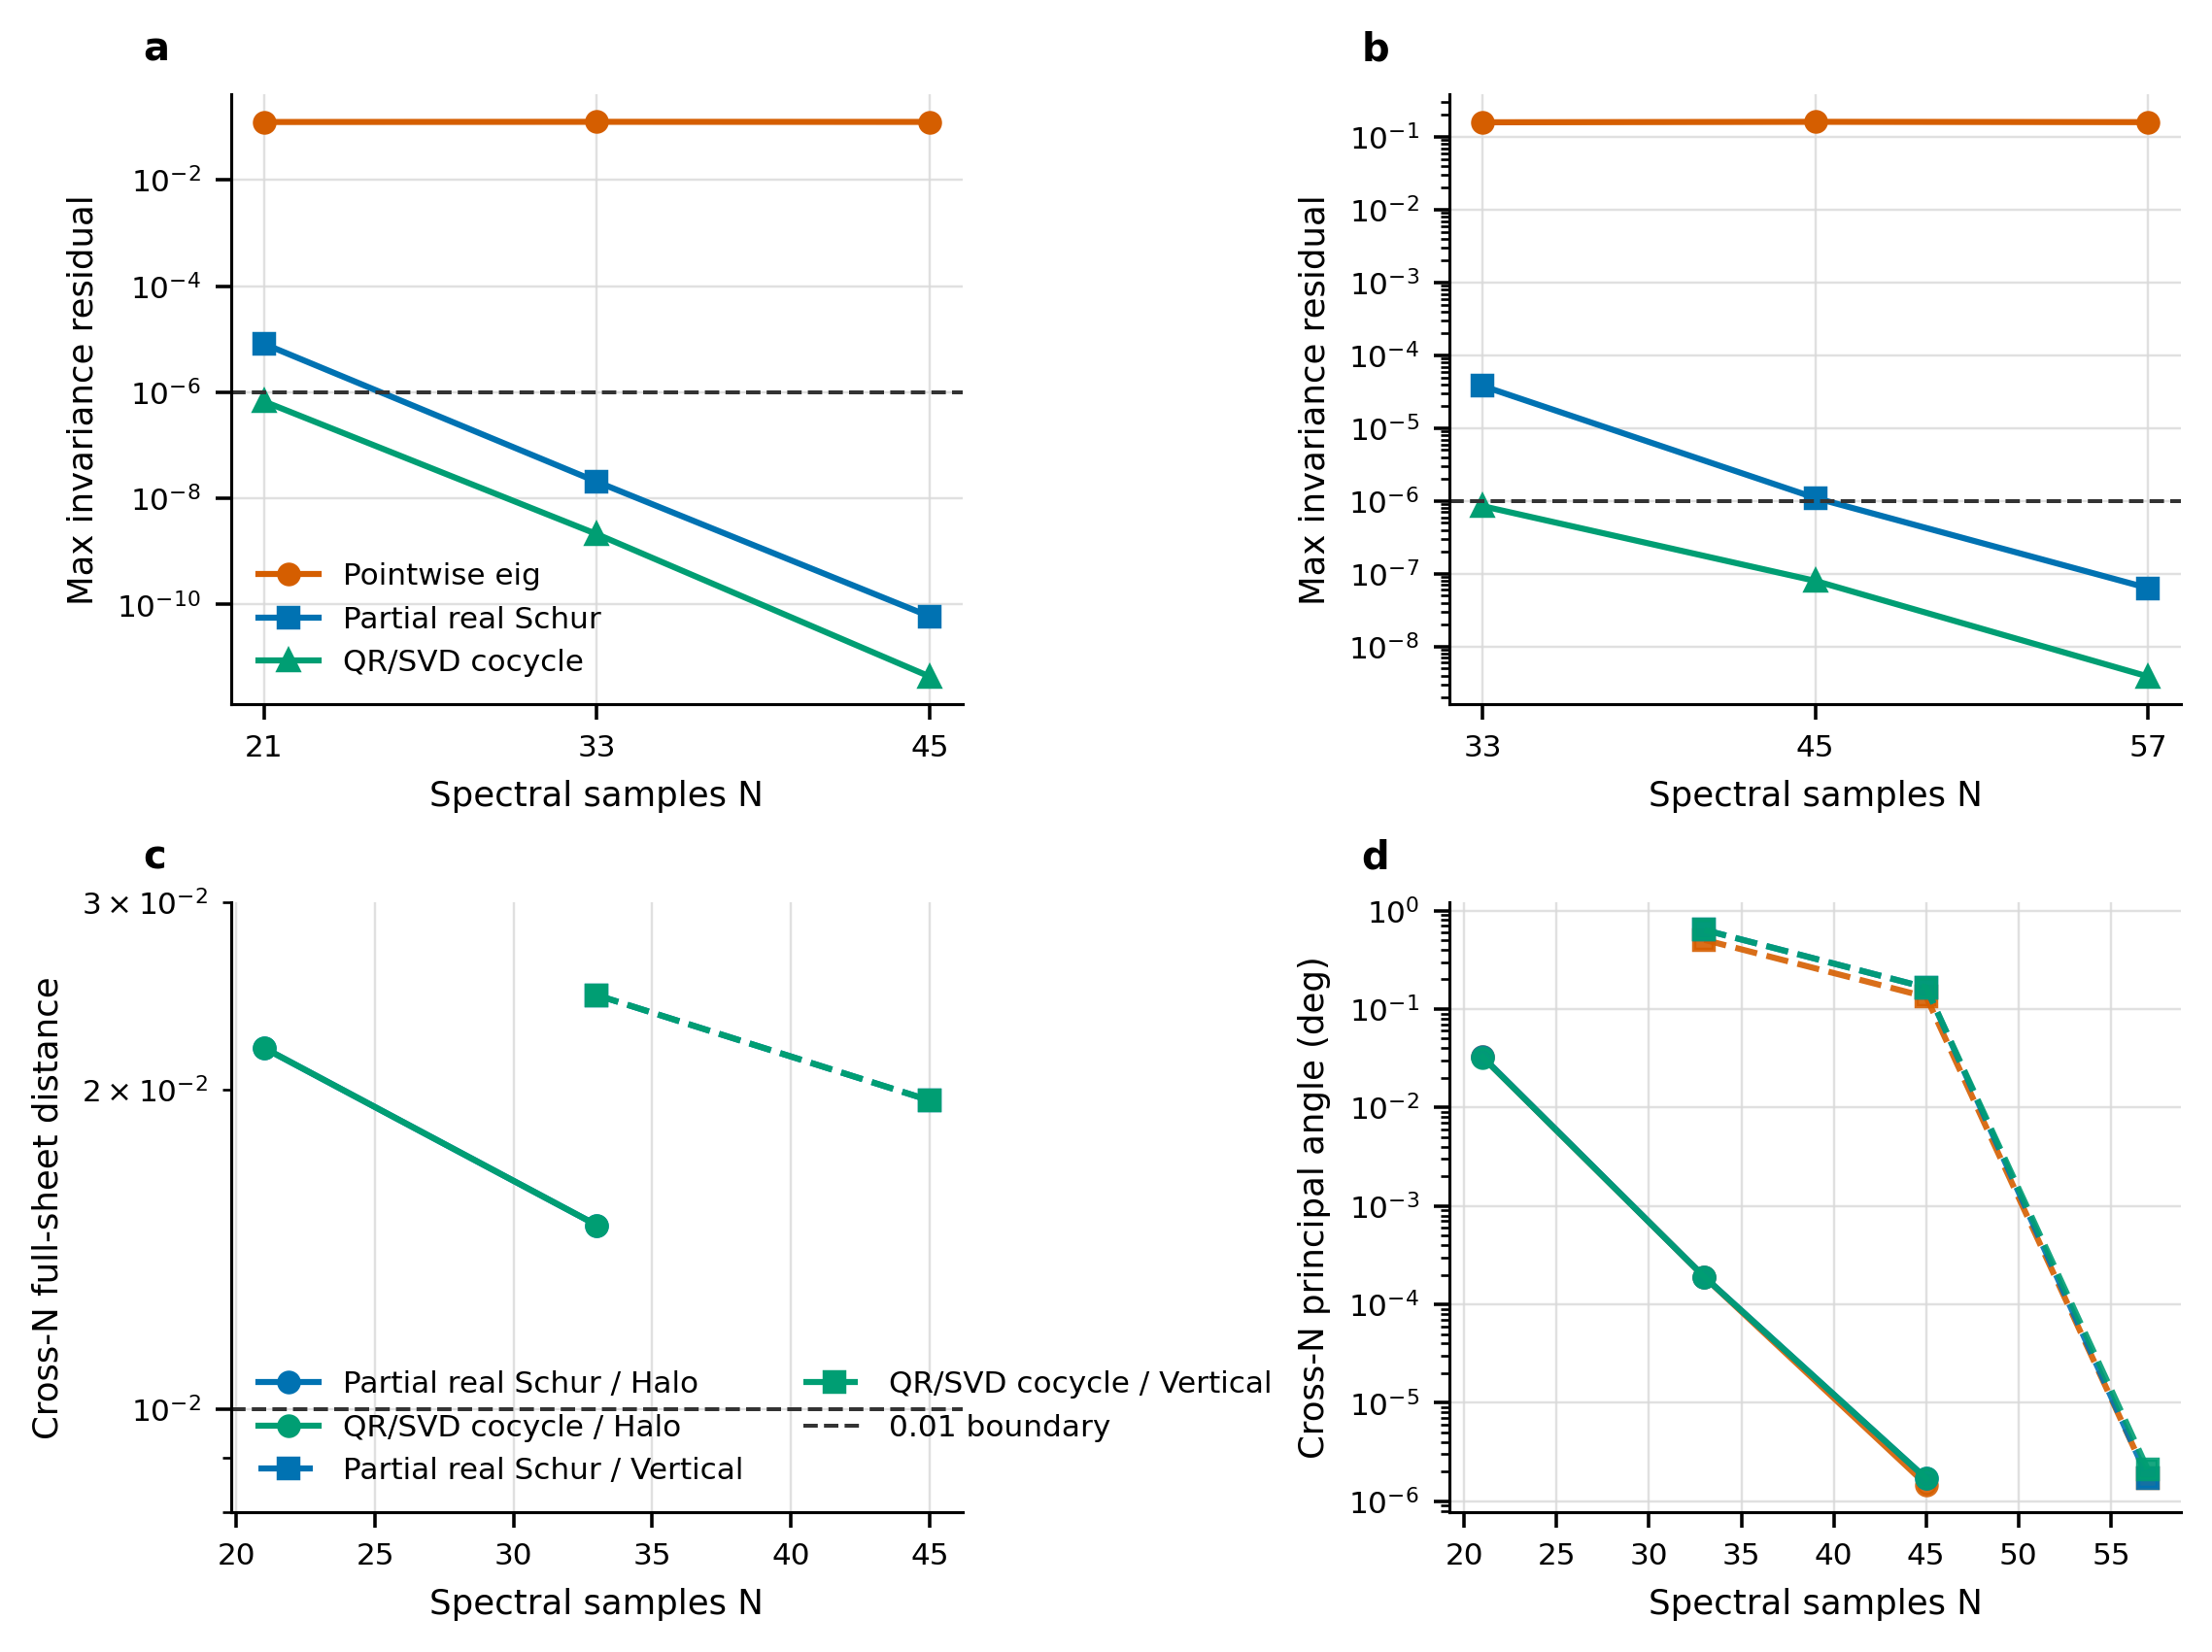 a
Max invariance residual
10⁻²
10⁻⁴
10⁻⁶
10⁻⁸
10⁻¹⁰
Pointwise eig
Partial real Schur
QR/SVD cocycle
21 33 45
Spectral samples N
b
Max invariance residual
10⁻¹
10⁻²
10⁻³
10⁻⁴
10⁻⁵
10⁻⁶
10⁻⁷
10⁻⁸
33 45 57
Spectral samples N
c
Cross-N full-sheet distance
3 × 10⁻²
2 × 10⁻²
10⁻²
Partial real Schur / Halo
QR/SVD cocycle / Halo
Partial real Schur / Vertical
QR/SVD cocycle / Vertical
0.01 boundary
20 25 30 35 40 45
Spectral samples N
d
Cross-N principal angle (deg)
10⁰
10⁻¹
10⁻²
10⁻³
10⁻⁴
10⁻⁵
10⁻⁶
20 25 30 35 40 45 50 55
Spectral samples N